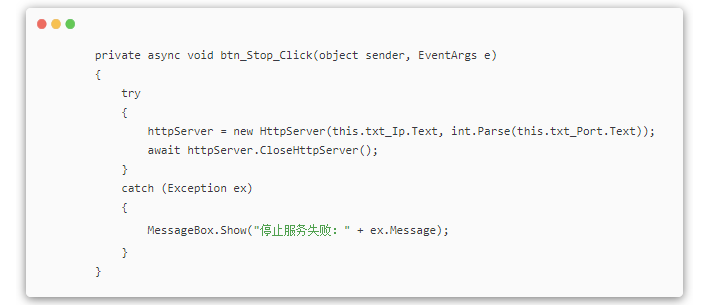 private async void btn_Stop_Click(object sender, EventArgs e)
{
try
{
httpServer = new HttpServer(this.txt_Ip.Text, int.Parse(this.txt_Port.Text));
await httpServer.CloseHttpServer();
}
catch (Exception ex)
{
MessageBox.Show("停止服务失败：" + ex.Message);
}
}